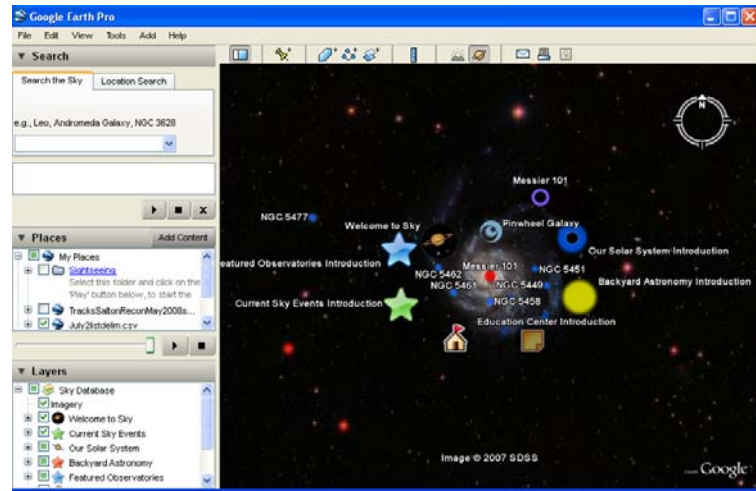 Google Earth Pro
File Edit View Tools Add Help
Search
Search the Sky Location Search
e.g., Leo, Andromeda Galaxy, NGC 3628
Places Add Content
My Places
Sightseeing
Select this folder and click on the
'Play' button below, to start the
TracksSaltonReconMay2008s...
July2listdelim.csv
Layers
Sky Database
Imagery
Welcome to Sky
Current Sky Events
Our Solar System
Backyard Astronomy
Featured Observatories
N
Messier 101
NGC 5477
Welcome to Sky
Pinwheel Galaxy
Our Solar System Introduction
eatured Observatories Introduction
NGC 5462
Messier 101
NGC 5451
NGC 5461
NGC 5449
Backyard Astronomy Introduction
Current Sky Events Introduction
NGC 5458
Education Center Introduction
Image © 2007 SDSS
Google